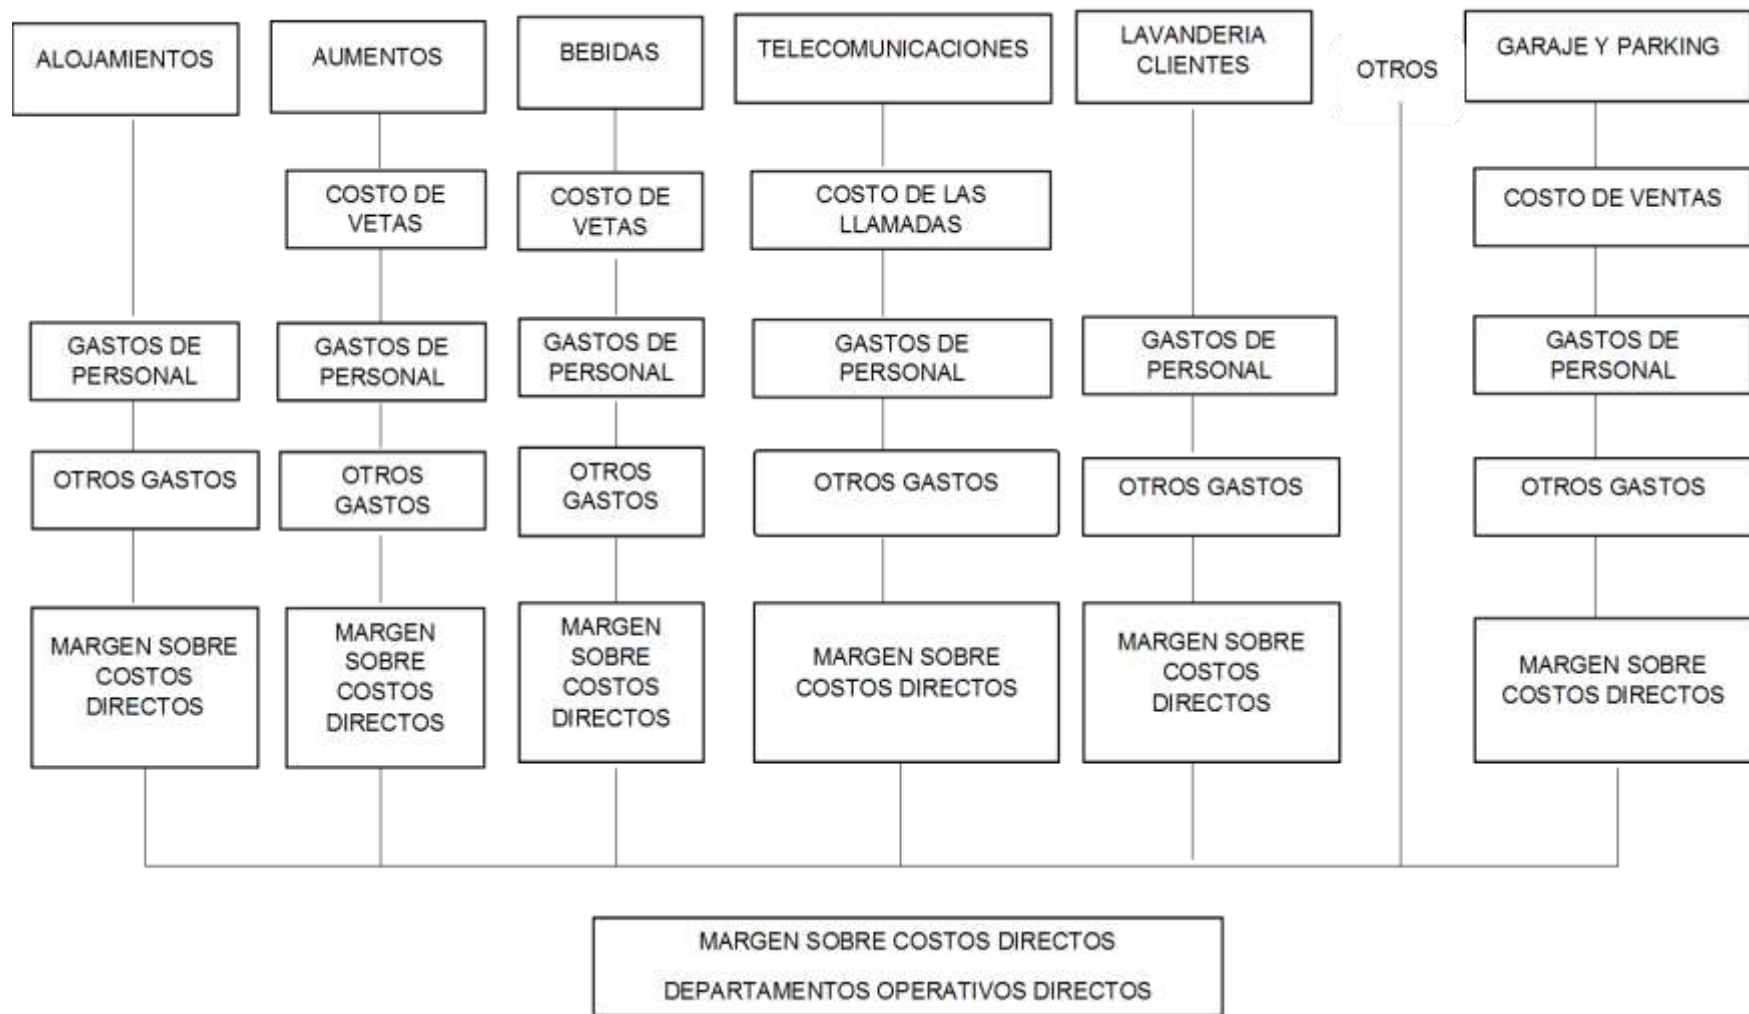 ALOJAMIENTOS
AUMENTOS
BEBIDAS
TELECOMUNICACIONES
LAVANDERIA
CLIENTES
OTROS
GARAJE Y PARKING
COSTO DE
VETAS
COSTO DE
VETAS
COSTO DE LAS
LLAMADAS
COSTO DE VENTAS
GASTOS DE
PERSONAL
GASTOS DE
PERSONAL
GASTOS DE
PERSONAL
GASTOS DE
PERSONAL
GASTOS DE
PERSONAL
GASTOS DE
PERSONAL
OTROS GASTOS
OTROS
GASTOS
OTROS
GASTOS
OTROS GASTOS
OTROS GASTOS
OTROS GASTOS
MARGEN SOBRE
COSTOS
DIRECTOS
MARGEN
SOBRE
COSTOS
DIRECTOS
MARGEN
SOBRE
COSTOS
DIRECTOS
MARGEN SOBRE
COSTOS DIRECTOS
MARGEN SOBRE
COSTOS
DIRECTOS
MARGEN SOBRE
COSTOS DIRECTOS
MARGEN SOBRE COSTOS DIRECTOS
DEPARTAMENTOS OPERATIVOS DIRECTOS